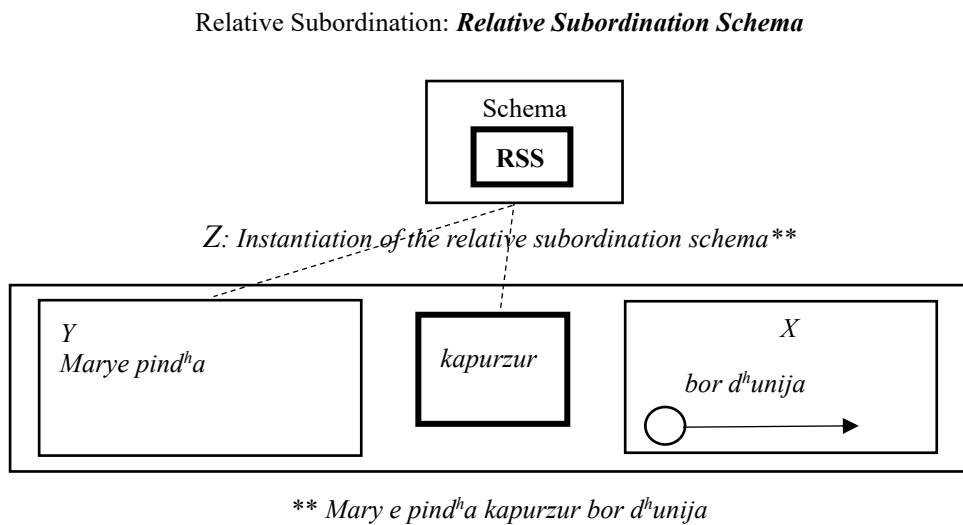 Relative Subordination: Relative Subordination Schema
Schema
RSS
Z: Instantiation of the relative subordination schema**
Y
Marye pindʰa
kapurzur
X
bor dʰunija
** Mary e pindʰa kapurzur bor dʰunija